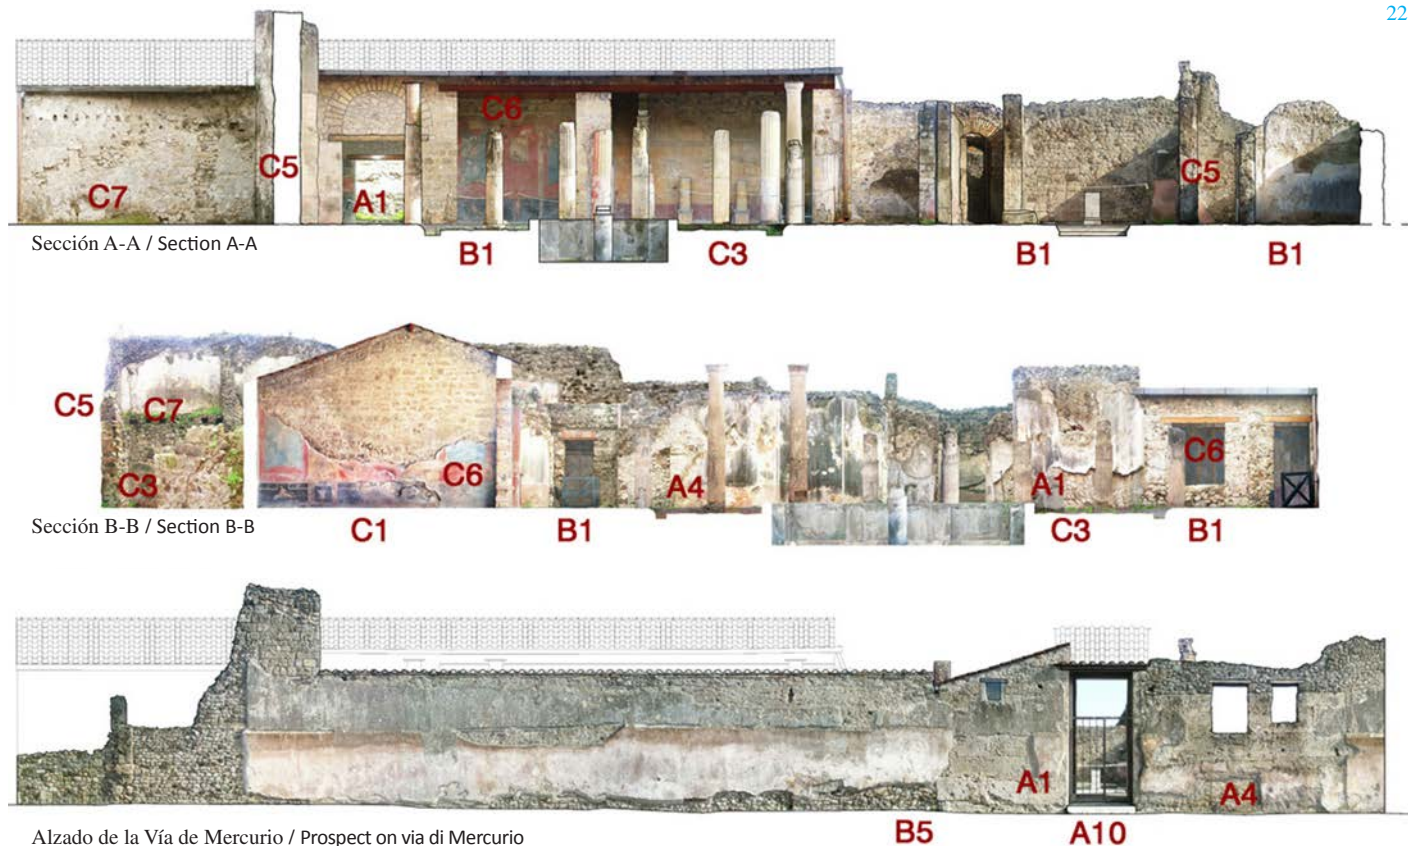 22
C6
C7
C5
A1
C5
Sección A-A / Section A-A
B1
C3
B1
B1
C5
C7
C3
C6
A4
A1
C6
Sección B-B / Section B-B
C1
B1
C3
B1
A1
A4
Alzado de la Vía de Mercurio / Prospect on via di Mercurio
B5
A10